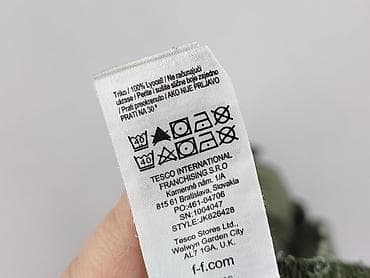 Triko / 100% Lyocell / Ne računajući
ukrase / Perite i sušite slične boje zajedno
/ Prati preokrenuto / AKO NIJE PRLJAVO
PRATI NA 30°
40
40
TESCO INTERNATIONAL
FRANCHISING S.R.O
Kamenné nám. 1/A
815 61 Bratislava, Slovakia
PO:461-04706
SN:1004047
STYLE:JK626428
Tesco Stores Ltd.,
Welwyn Garden City
AL7 1GA, U.K.
f-f.com